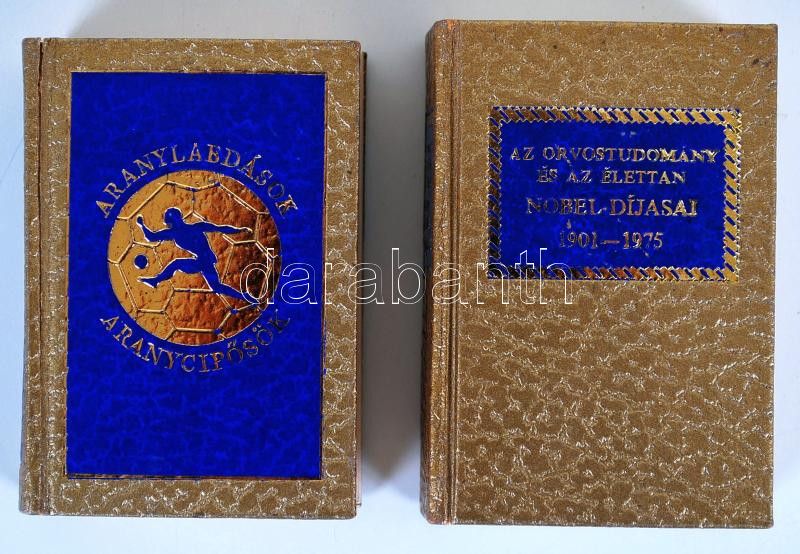 ARANYLABDÁSOK
ARANYCIPŐSÖK
AZ ORVOSTUDOMÁNY
ÉS AZ ÉLETTAN
NOBEL-DÍJASAI
1901—1975
darabanth